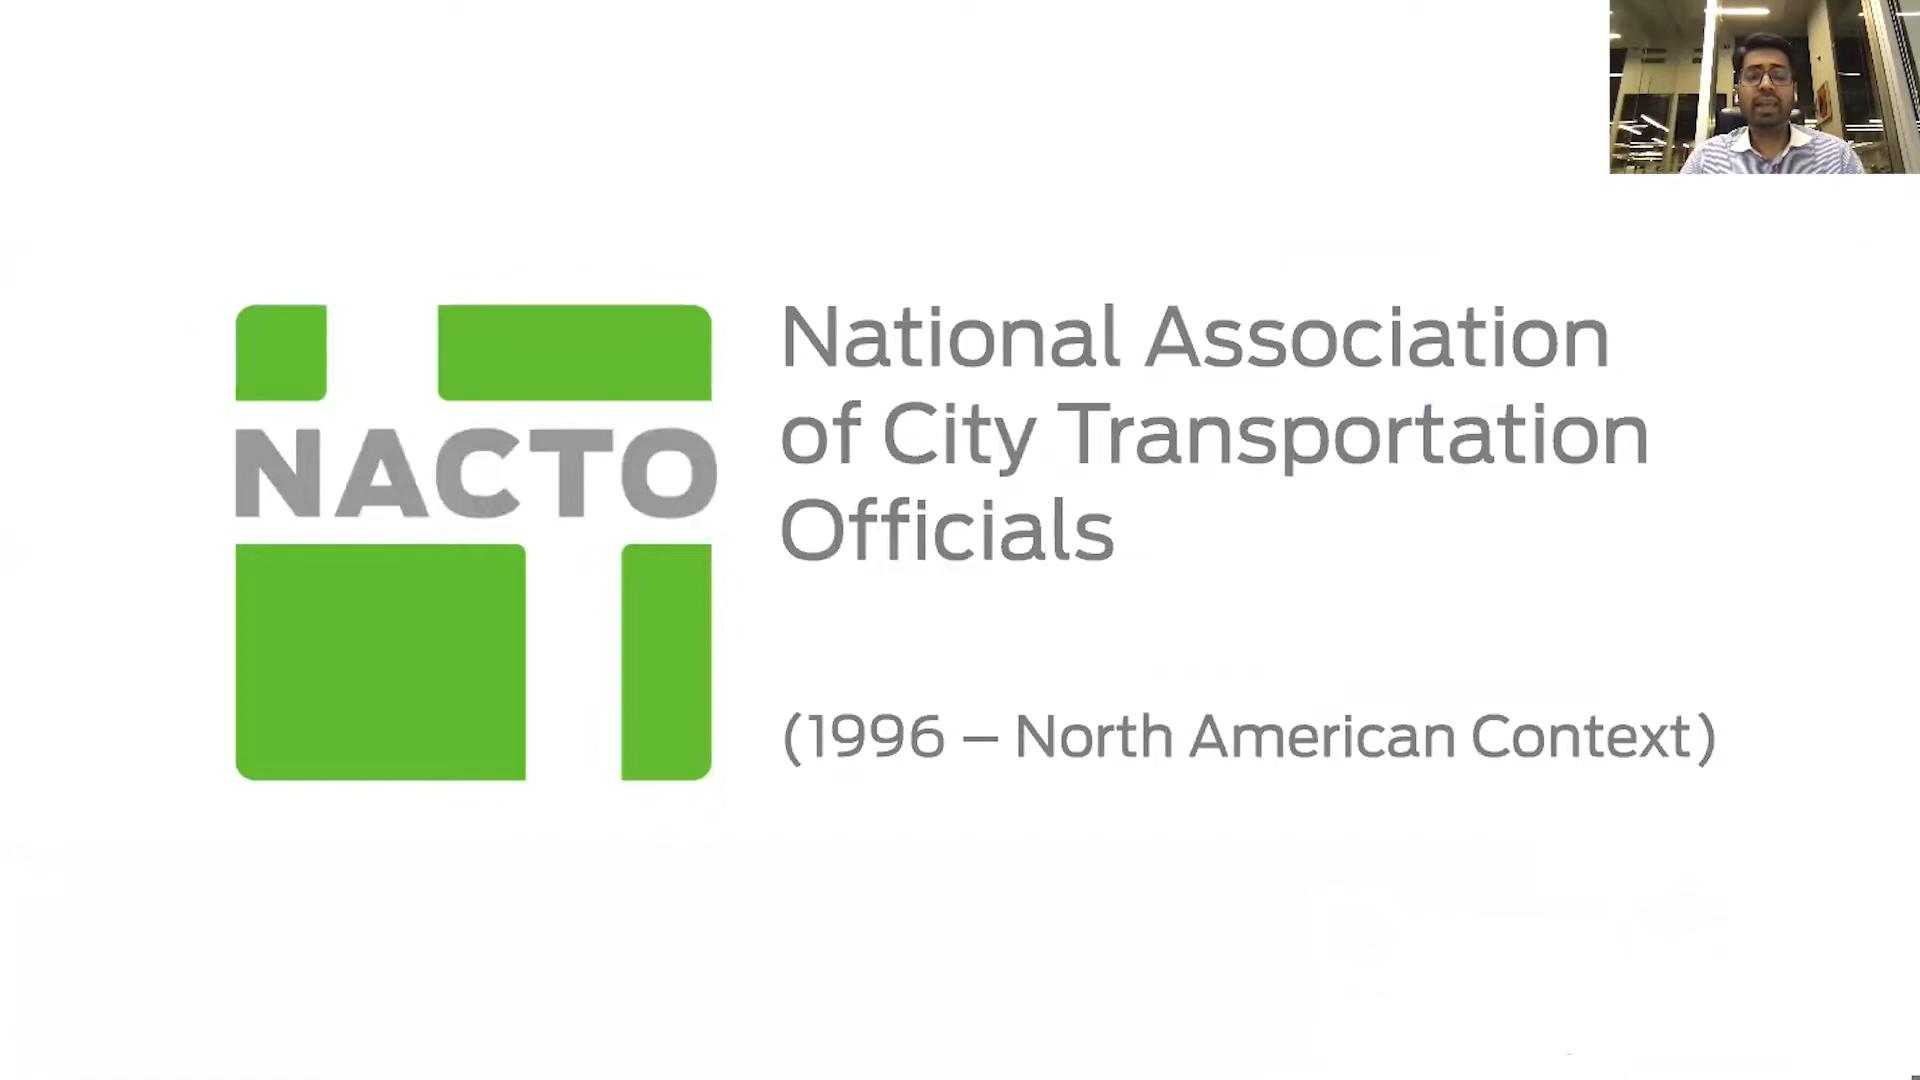 NACTO
National Association
of City Transportation
Officials
(1996 – North American Context)